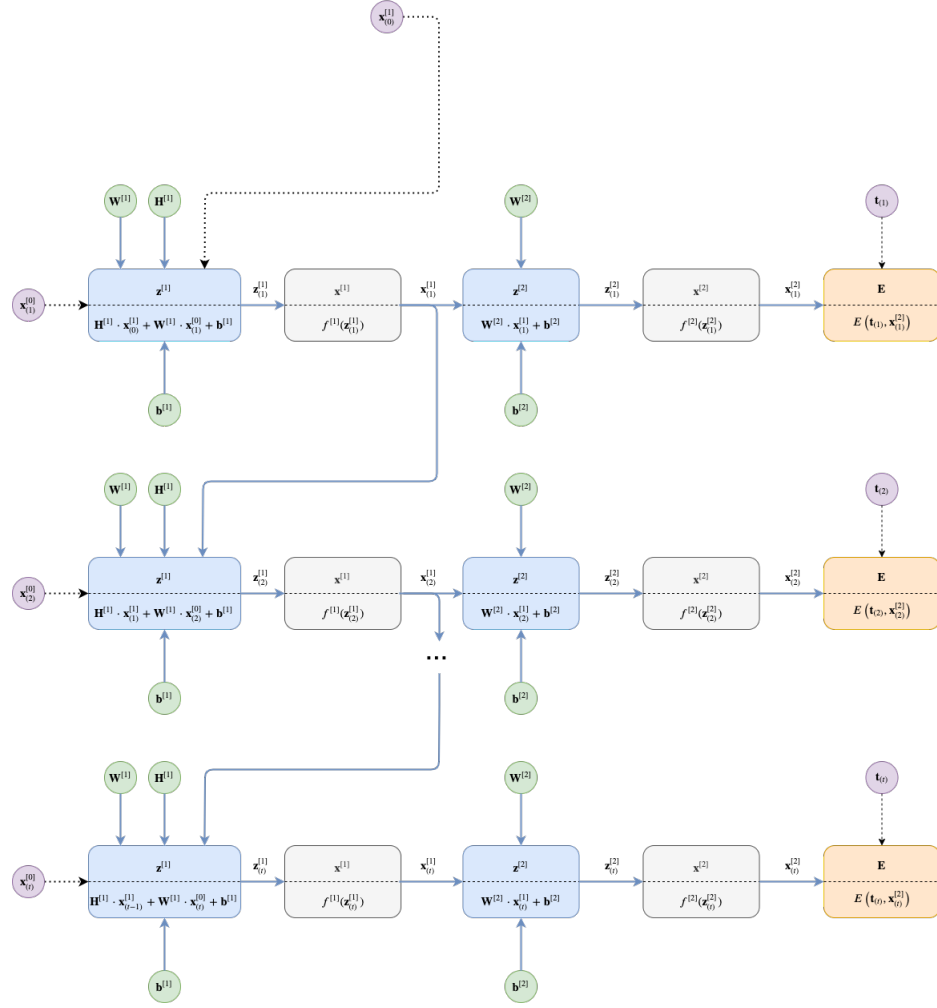 x^{[1]}_{(0)}
W^{[1]} H^{[1]} W^{[2]} t_{(1)}
x^{[0]}_{(1)}
z^{[1]} z^{[1]}_{(1)} x^{[1]} x^{[1]}_{(1)} z^{[2]} z^{[2]}_{(1)} x^{[2]} x^{[2]}_{(1)} E
H^{[1]} · x^{[1]}_{(0)} + W^{[1]} · x^{[0]}_{(1)} + b^{[1]} f^{[1]}(z^{[1]}_{(1)}) W^{[2]} · x^{[1]}_{(1)} + b^{[2]} f^{[2]}(z^{[2]}_{(1)}) E (t_{(1)}, x^{[2]}_{(1)})
b^{[1]} b^{[2]}
W^{[1]} H^{[1]} W^{[2]} t_{(2)}
x^{[0]}_{(2)}
z^{[1]} z^{[1]}_{(2)} x^{[1]} x^{[1]}_{(2)} z^{[2]} z^{[2]}_{(2)} x^{[2]} x^{[2]}_{(2)} E
H^{[1]} · x^{[1]}_{(1)} + W^{[1]} · x^{[0]}_{(2)} + b^{[1]} f^{[1]}(z^{[1]}_{(2)}) W^{[2]} · x^{[1]}_{(2)} + b^{[2]} f^{[2]}(z^{[2]}_{(2)}) E (t_{(2)}, x^{[2]}_{(2)})
...
b^{[1]} b^{[2]}
W^{[1]} H^{[1]} W^{[2]} t_{(t)}
x^{[0]}_{(t)}
z^{[1]} z^{[1]}_{(t)} x^{[1]} x^{[1]}_{(t)} z^{[2]} z^{[2]}_{(t)} x^{[2]} x^{[2]}_{(t)} E
H^{[1]} · x^{[1]}_{(t−1)} + W^{[1]} · x^{[0]}_{(t)} + b^{[1]} f^{[1]}(z^{[1]}_{(t)}) W^{[2]} · x^{[1]}_{(t)} + b^{[2]} f^{[2]}(z^{[2]}_{(t)}) E (t_{(t)}, x^{[2]}_{(t)})
b^{[1]} b^{[2]}